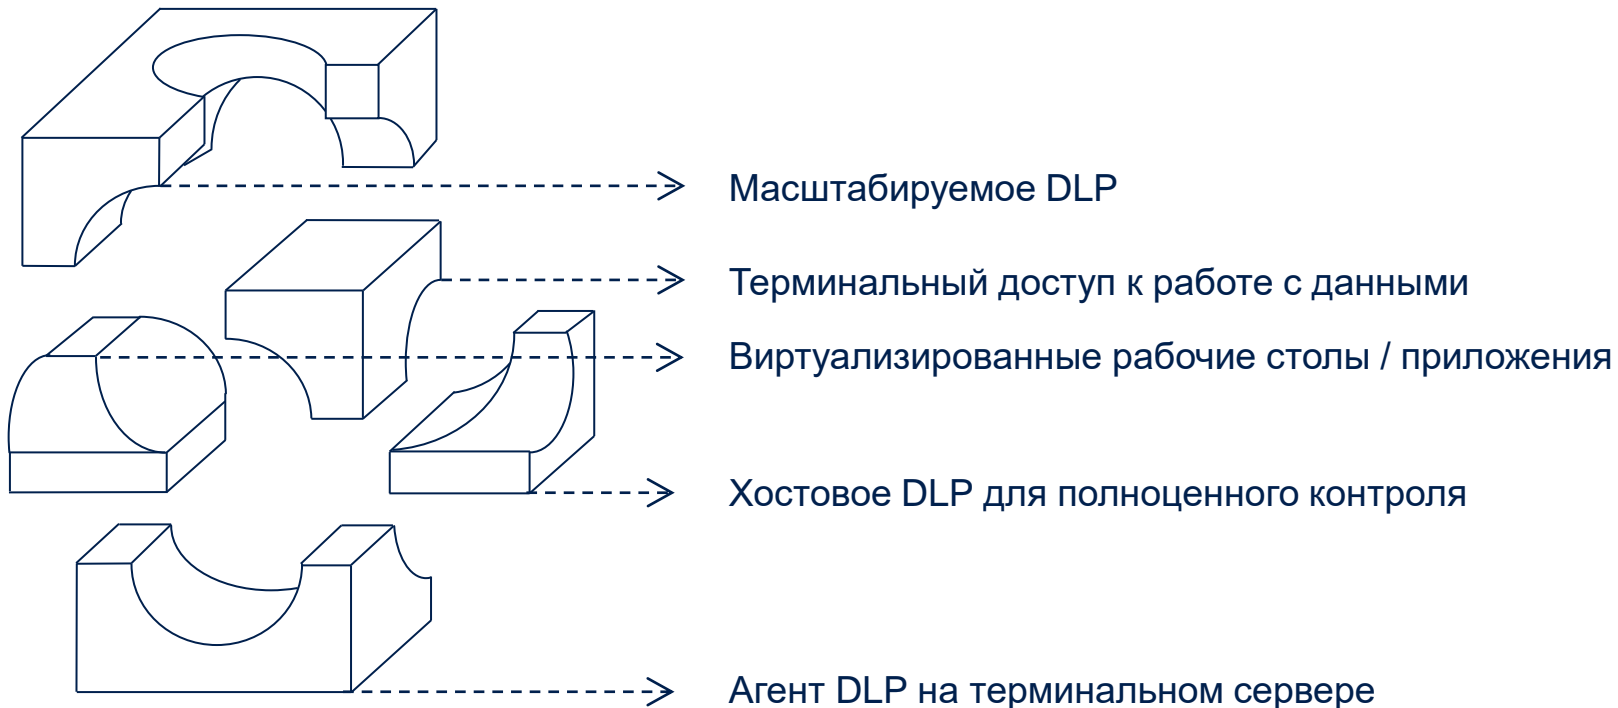 Масштабируемое DLP
Терминальный доступ к работе с данными
Виртуализированные рабочие столы / приложения
Хостовое DLP для полноценного контроля
Агент DLP на терминальном сервере